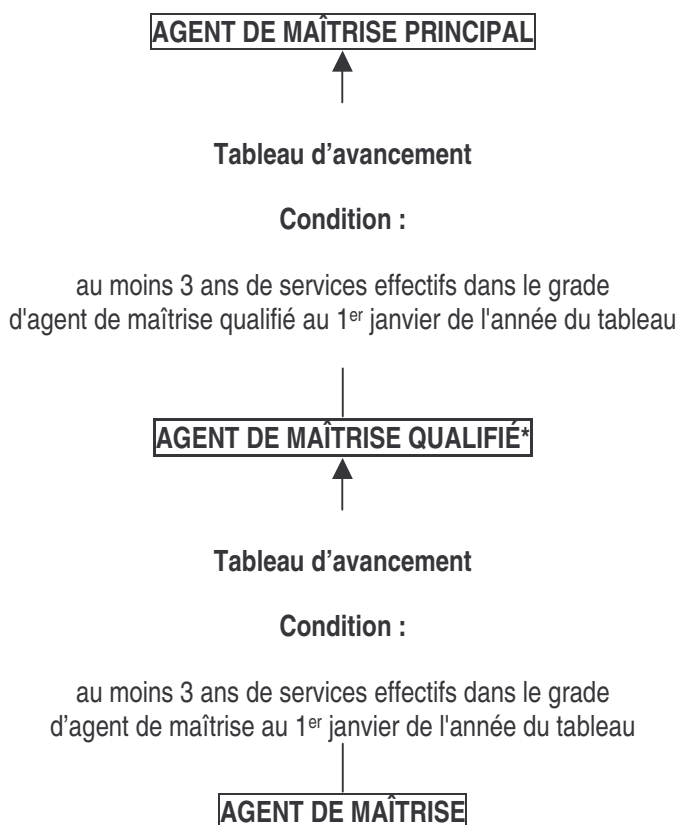 AGENT DE MAÎTRISE PRINCIPAL
Tableau d’avancement
Condition :
au moins 3 ans de services effectifs dans le grade
d'agent de maîtrise qualifié au 1er janvier de l'année du tableau
AGENT DE MAÎTRISE QUALIFIÉ*
Tableau d’avancement
Condition :
au moins 3 ans de services effectifs dans le grade
d’agent de maîtrise au 1er janvier de l'année du tableau
AGENT DE MAÎTRISE